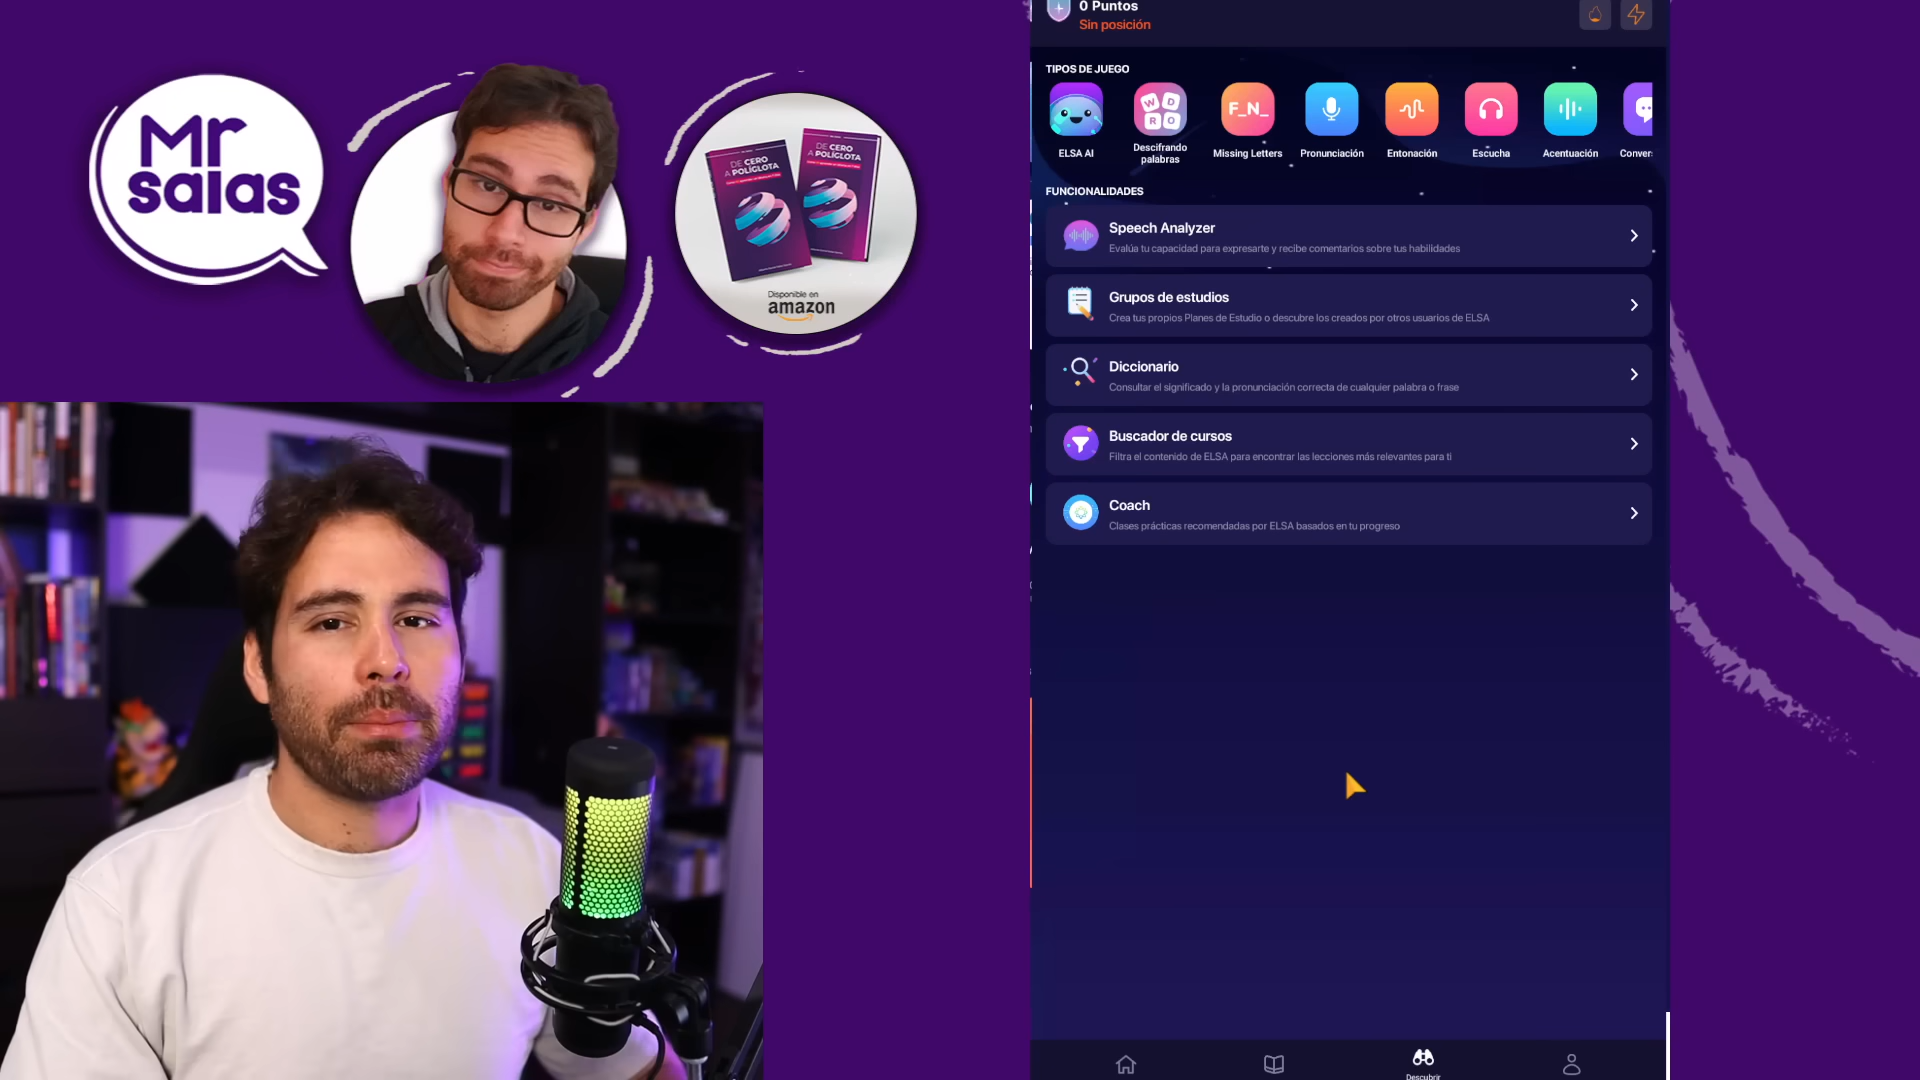 Mr
salas
DE CERO
A POLÍGLOTA
DE CERO
A POLÍGLOTA
Disponible en
amazon
0 Puntos
Sin posición
TIPOS DE JUEGO
W D
R O
F_N_
ELSA AI
Descifrando
palabras
Missing Letters
Pronunciación
Entonación
Escucha
Acentuación
Conver
FUNCIONALIDADES
Speech Analyzer
Evalúa tu capacidad para expresarte y recibe comentarios sobre tus habilidades
Grupos de estudios
Crea tus propios Planes de Estudio o descubre los creados por otros usuarios de ELSA
Diccionario
Consultar el significado y la pronunciación correcta de cualquier palabra o frase
Buscador de cursos
Filtra el contenido de ELSA para encontrar las lecciones más relevantes para ti
Coach
Clases prácticas recomendadas por ELSA basados en tu progreso
Descubrir